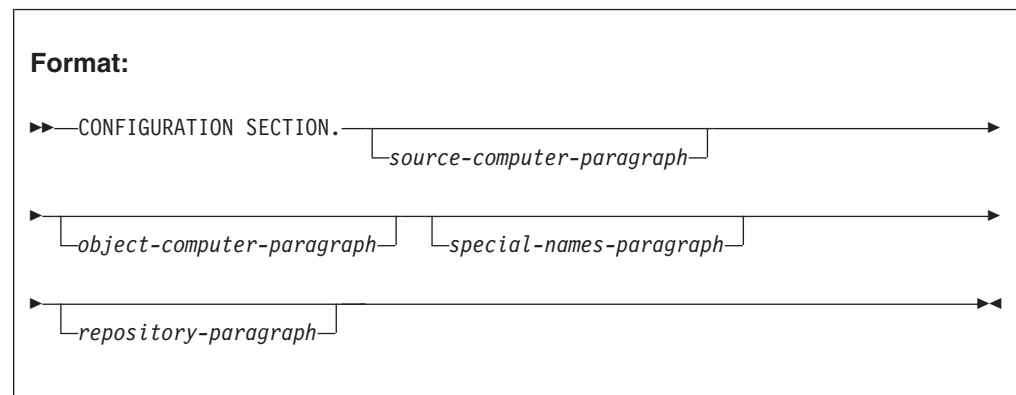 Format:
CONFIGURATION SECTION.
source-computer-paragraph
object-computer-paragraph special-names-paragraph
repository-paragraph